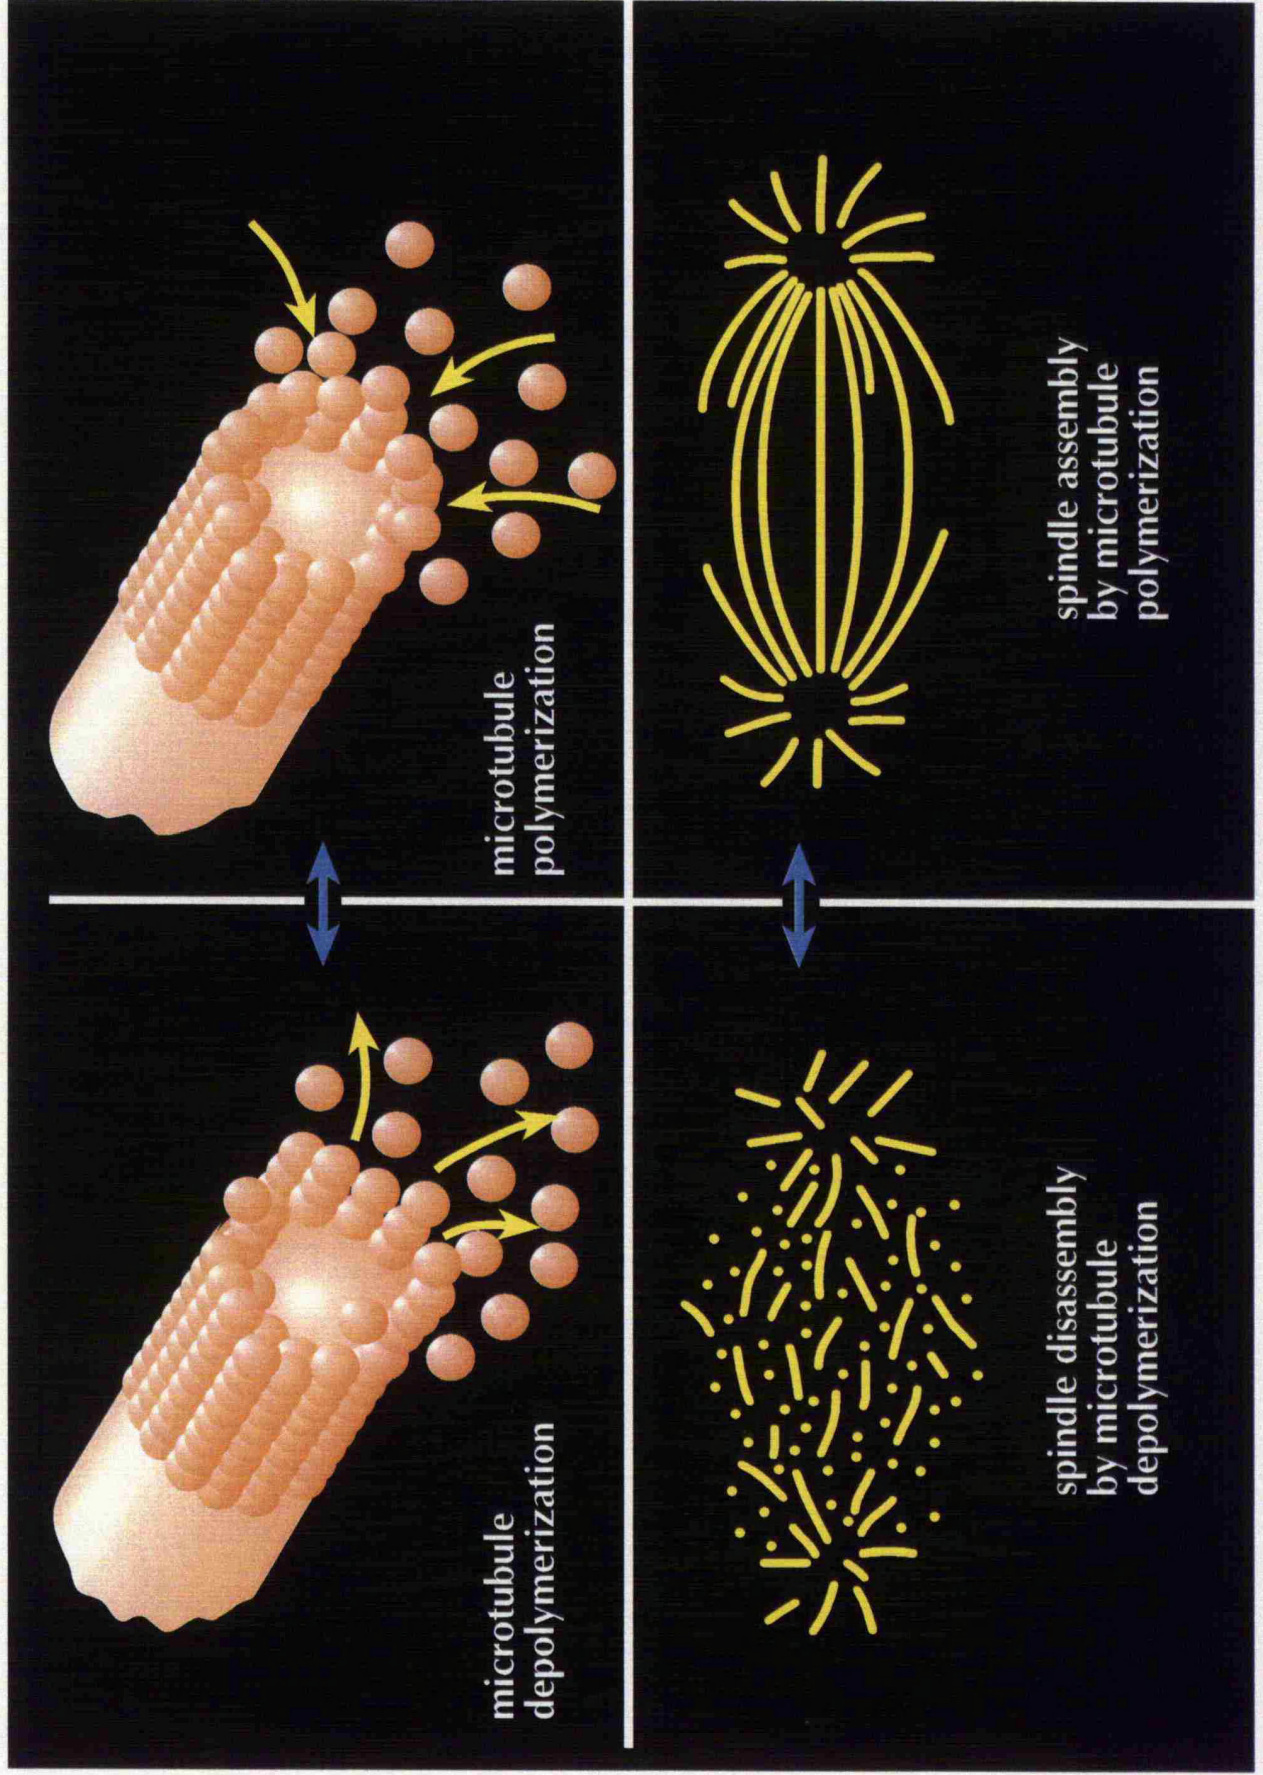 microtubule
depolymerization
microtubule
polymerization
spindle disassembly
by microtubule
depolymerization
spindle assembly
by microtubule
polymerization